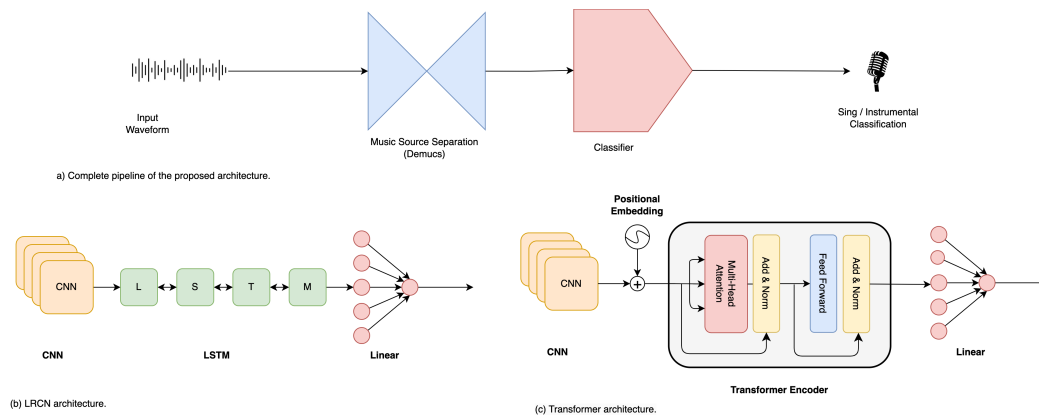 Input
Waveform
Music Source Separation
(Demucs)
Classifier
Sing / Instrumental
Classification
a) Complete pipeline of the proposed architecture.
CNN
L
S
T
M
CNN
LSTM
Linear
(b) LRCN architecture.
Positional
Embedding
CNN
Multi-Head
Attention
Add & Norm
Feed Forward
Add & Norm
CNN
Transformer Encoder
Linear
(c) Transformer architecture.